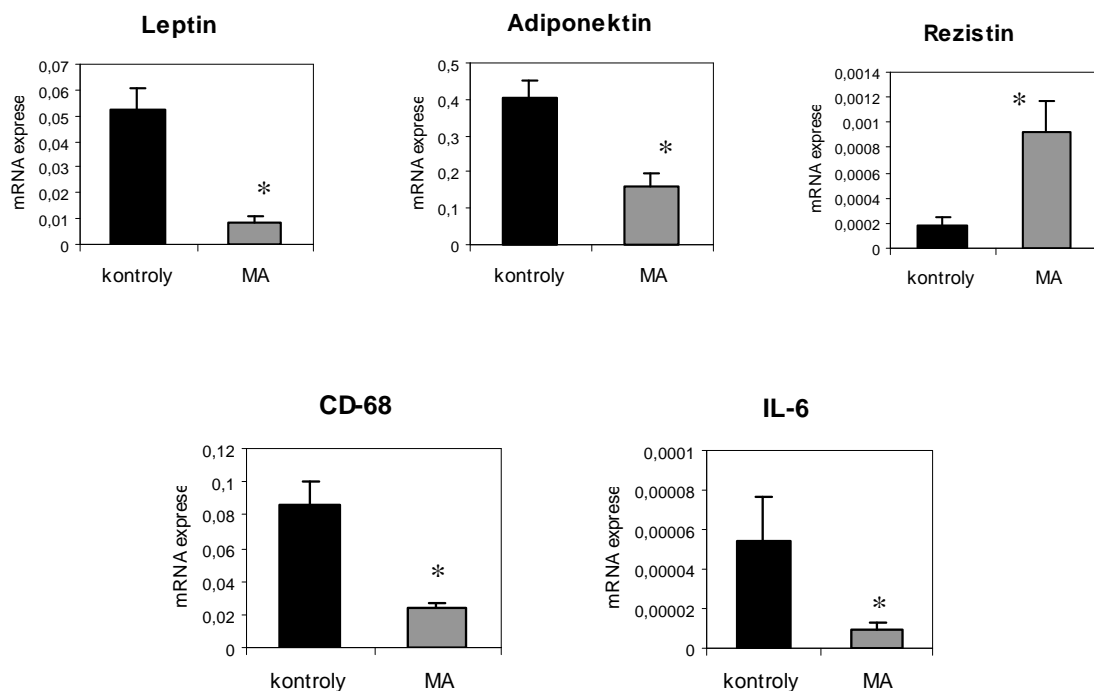 Leptin
mRNA exprese
0,07
0,06
0,05
0,04
0,03
0,02
0,01
0
*
kontroly MA
Adiponektin
mRNA exprese
0,5
0,4
0,3
0,2
0,1
0
*
kontroly MA
Rezistin
mRNA exprese
0,0014
0,0012
0,001
0,0008
0,0006
0,0004
0,0002
0
*
kontroly MA
CD-68
mRNA exprese
0,12
0,1
0,08
0,06
0,04
0,02
0
*
kontroly MA
IL-6
mRNA exprese
0,0001
0,00008
0,00006
0,00004
0,00002
0
*
kontroly MA